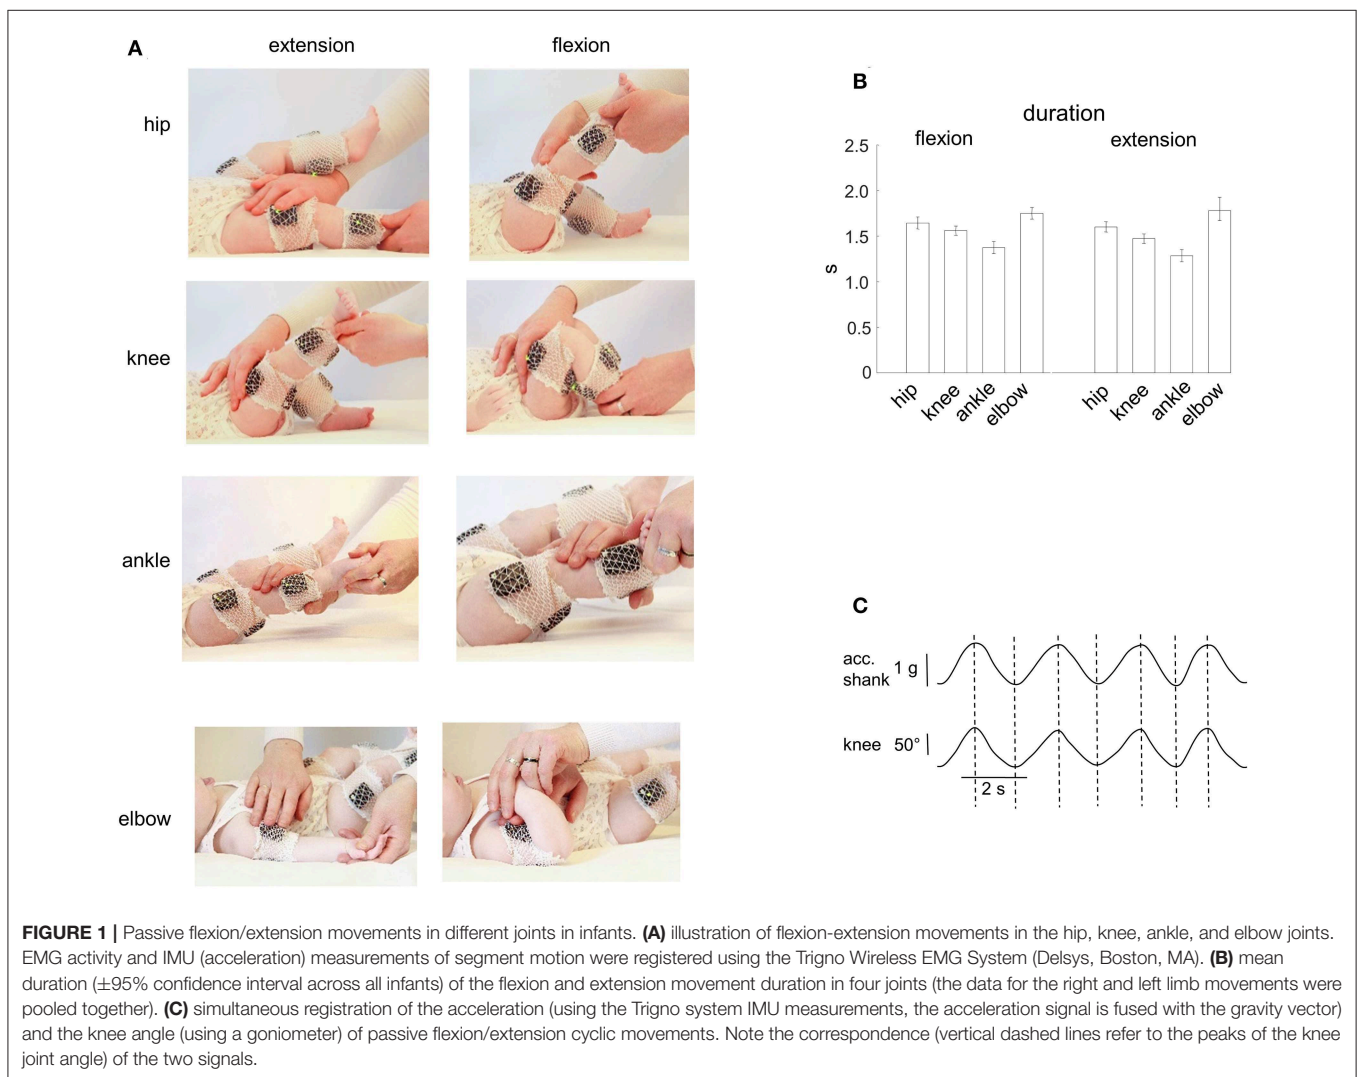 A
extension
flexion
hip
knee
ankle
elbow
B
duration
flexion
extension
2.5
2.0
1.5
1.0
0.5
0
s
hip
knee
ankle
elbow
hip
knee
ankle
elbow
C
acc.
shank
1 g
knee
50°
2 s
FIGURE 1 | Passive flexion/extension movements in different joints in infants. (A) illustration of flexion-extension movements in the hip, knee, ankle, and elbow joints.
EMG activity and IMU (acceleration) measurements of segment motion were registered using the Trigno Wireless EMG System (Delsys, Boston, MA). (B) mean
duration (±95% confidence interval across all infants) of the flexion and extension movement duration in four joints (the data for the right and left limb movements were
pooled together). (C) simultaneous registration of the acceleration (using the Trigno system IMU measurements, the acceleration signal is fused with the gravity vector)
and the knee angle (using a goniometer) of passive flexion/extension cyclic movements. Note the correspondence (vertical dashed lines refer to the peaks of the knee
joint angle) of the two signals.